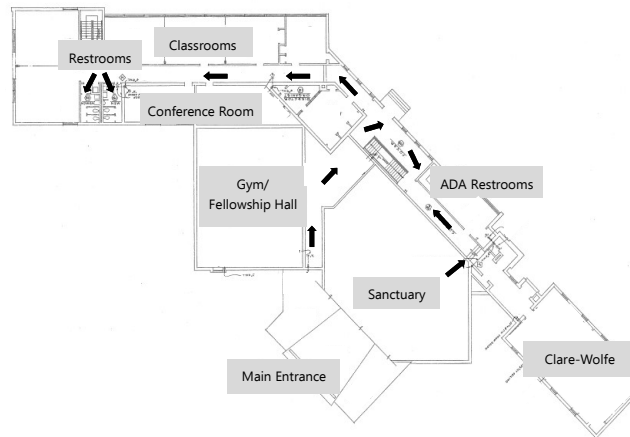 Classrooms
Restrooms
Conference Room
Gym/
Fellowship Hall
ADA Restrooms
Sanctuary
Clare-Wolfe
Main Entrance